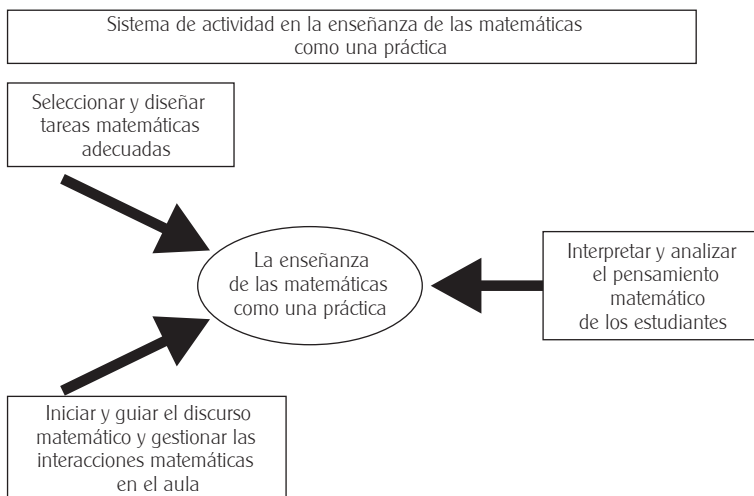 Sistema de actividad en la enseñanza de las matemáticas
como una práctica
Seleccionar y diseñar
tareas matemáticas
adecuadas
La enseñanza
de las matemáticas
como una práctica
Interpretar y analizar
el pensamiento
matemático
de los estudiantes
Iniciar y guiar el discurso
matemático y gestionar las
interacciones matemáticas
en el aula